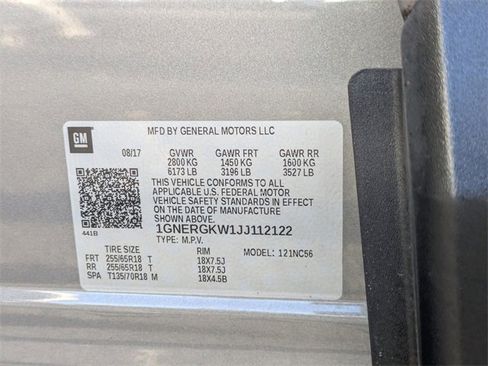 GM
MFD BY GENERAL MOTORS LLC
08/17 GVWR GAWR FRT GAWR RR
2800 KG 1450 KG 1600 KG
6173 LB 3196 LB 3527 LB
THIS VEHICLE CONFORMS TO ALL
APPLICABLE U.S. FEDERAL MOTOR
VEHICLE SAFETY STANDARDS IN EFFECT
ON THE DATE OF MANUFACTURE
SHOWN ABOVE.
1GNERGKW1JJ112122
441B TYPE: M.P.V.
TIRE SIZE RIM MODEL: 121NC56
FRT 255/65R18 T 18X7.5J
RR 255/65R18 T 18X7.5J
SPA T135/70R18 M 18X4.5B